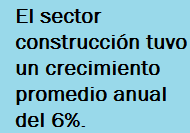 El sector
construcción tuvo
un crecimiento
promedio anual
del 6%.